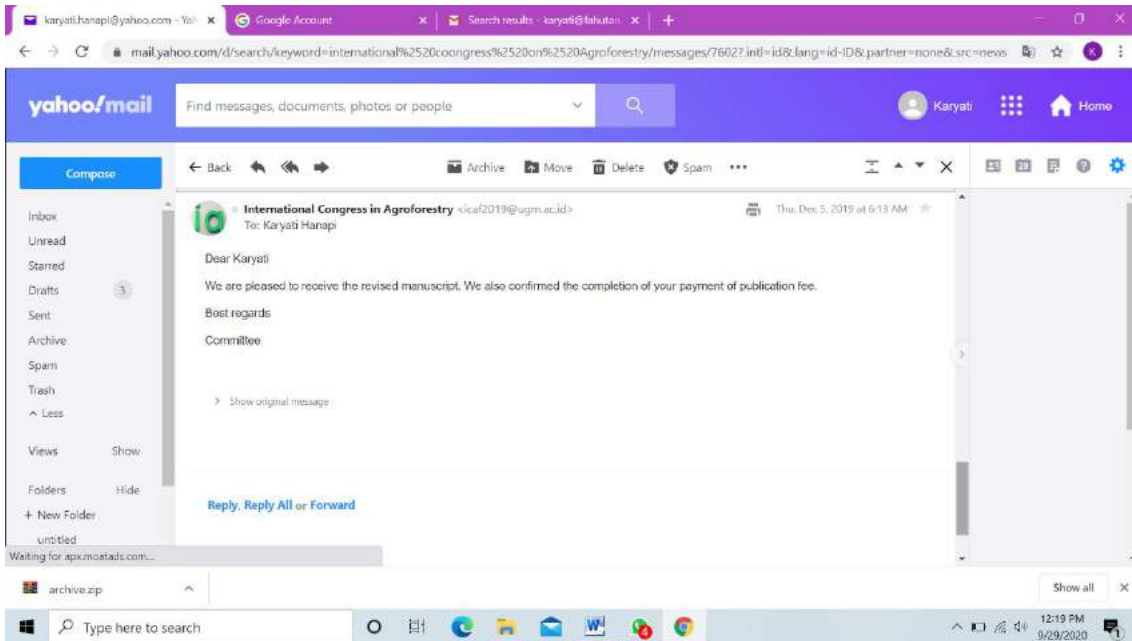 karyati.hanapi@yahoo.com - Yah
Google Account
Search results - karyati@fahutan.
mail.yahoo.com/d/search/keyword=international%2520coongress%2520on%2520Agroforestry/messages/76022?intl=id&lang=id-ID&.partner=none&.src=news
yahoo!mail
Find messages, documents, photos or people
Karyati
Home
Compose
Back
Archive Move Delete Spam
Inbox
Unread
Starred
Drafts 3
Sent
Archive
Spam
Trash
Less
Views Show
Folders Hide
+ New Folder
untitled
International Congress in Agroforestry <icaf2019@ugm.ac.id>
Thu, Dec 5, 2019 at 6:13 AM
To: Karyati Hanapi
Dear Karyati
We are pleased to receive the revised manuscript. We also confirmed the completion of your payment of publication fee.
Best regards
Committee
Show original message
Reply, Reply All or Forward
Waiting for apx.moatads.com...
archive.zip
Show all
Type here to search
12:19 PM
9/29/2020